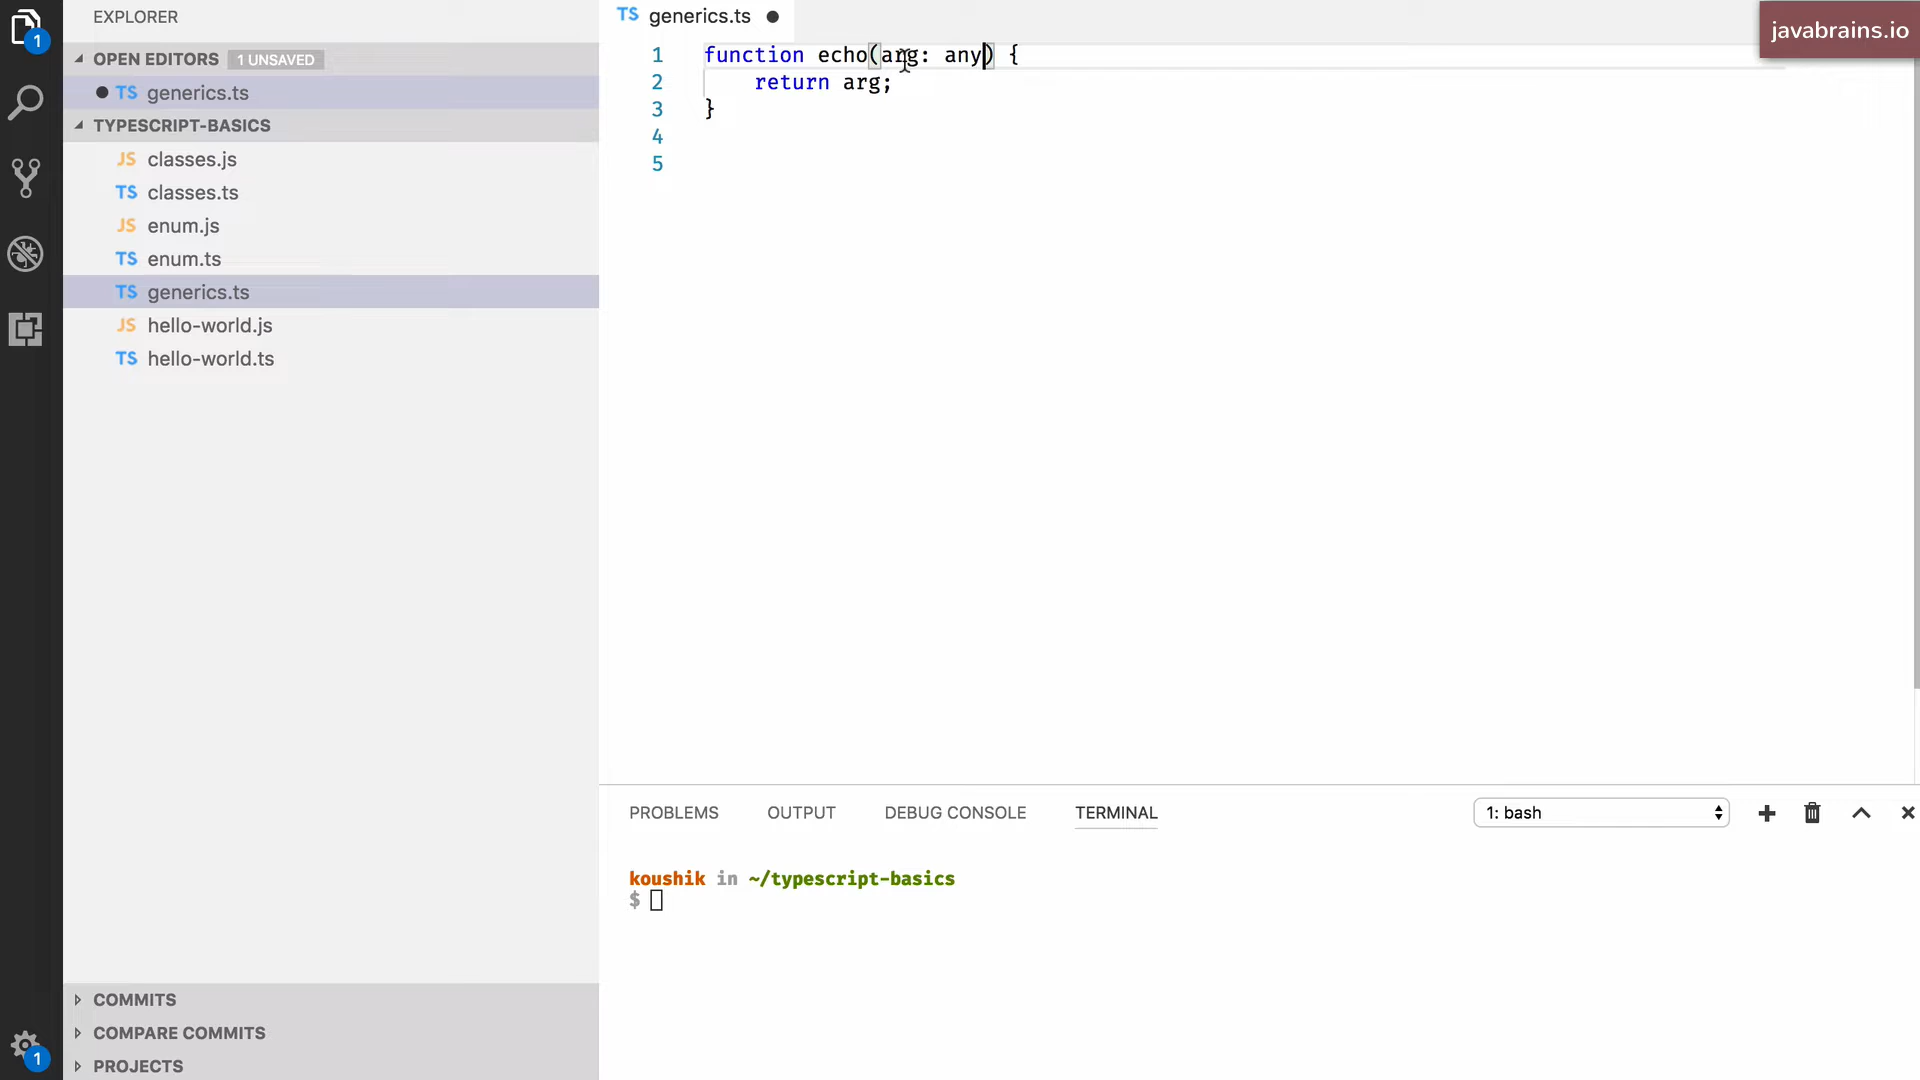 EXPLORER
OPEN EDITORS 1 UNSAVED
TS generics.ts
TYPESCRIPT-BASICS
JS classes.js
TS classes.ts
JS enum.js
TS enum.ts
TS generics.ts
JS hello-world.js
TS hello-world.ts
COMMITS
COMPARE COMMITS
PROJECTS
1
1
TS generics.ts
javabrains.io
1 function echo(arg: any) {
2 return arg;
3 }
4
5
PROBLEMS OUTPUT DEBUG CONSOLE TERMINAL 1: bash
koushik in ~/typescript-basics
$